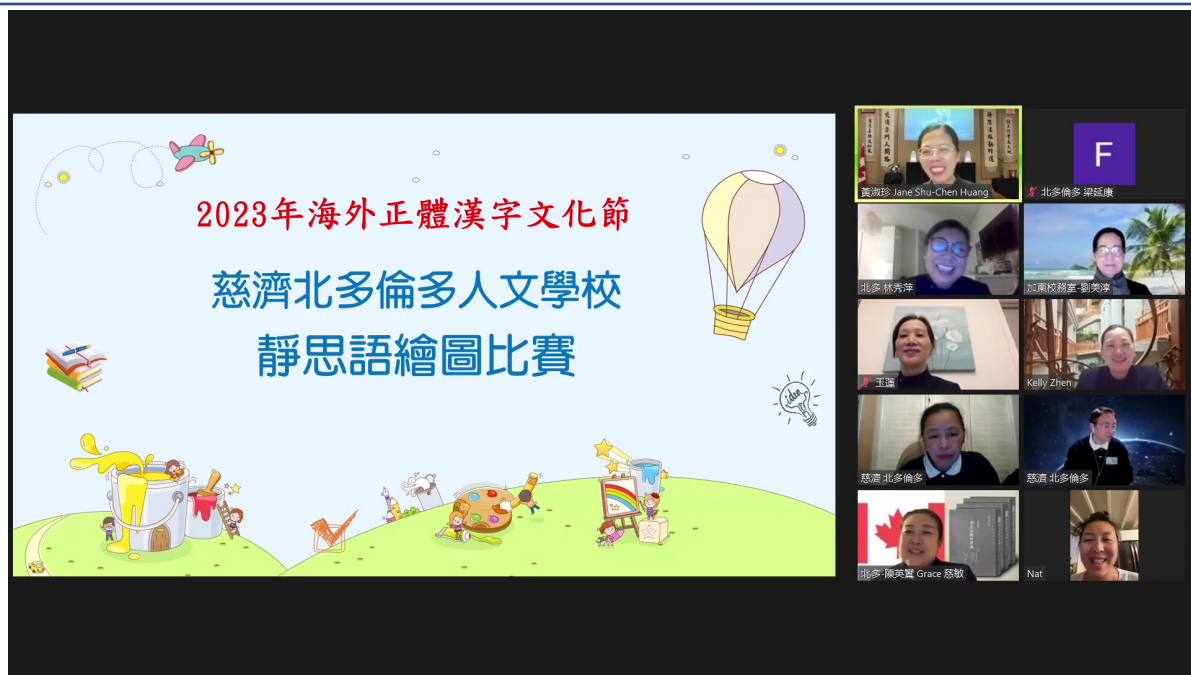 2023年海外正體漢字文化節
慈濟北多倫多人文學校
靜思語繪圖比賽
idea
黃淑珍 Jane Shu-Chen Huang
F
北多倫多 梁延康
北多 林秀萍
加東校務室-劉美淳
玉蓮
Kelly Zhen
慈濟 北多倫多
慈濟 北多倫多
北多-陳英鸞 Grace 慈敏
Nat